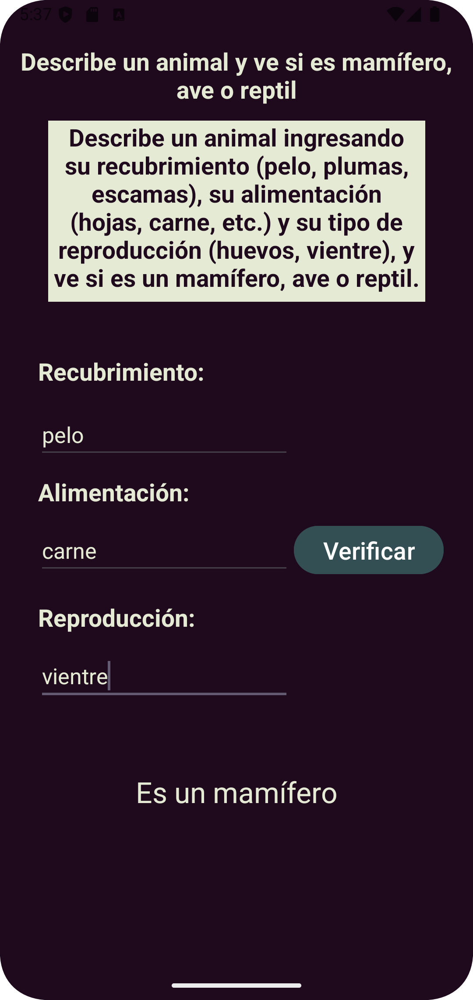 5:37
Describe un animal y ve si es mamífero,
ave o reptil
Describe un animal ingresando
su recubrimiento (pelo, plumas,
escamas), su alimentación
(hojas, carne, etc.) y su tipo de
reproducción (huevos, vientre), y
ve si es un mamífero, ave o reptil.
Recubrimiento:
pelo
Alimentación:
carne
Verificar
Reproducción:
vientre
Es un mamífero